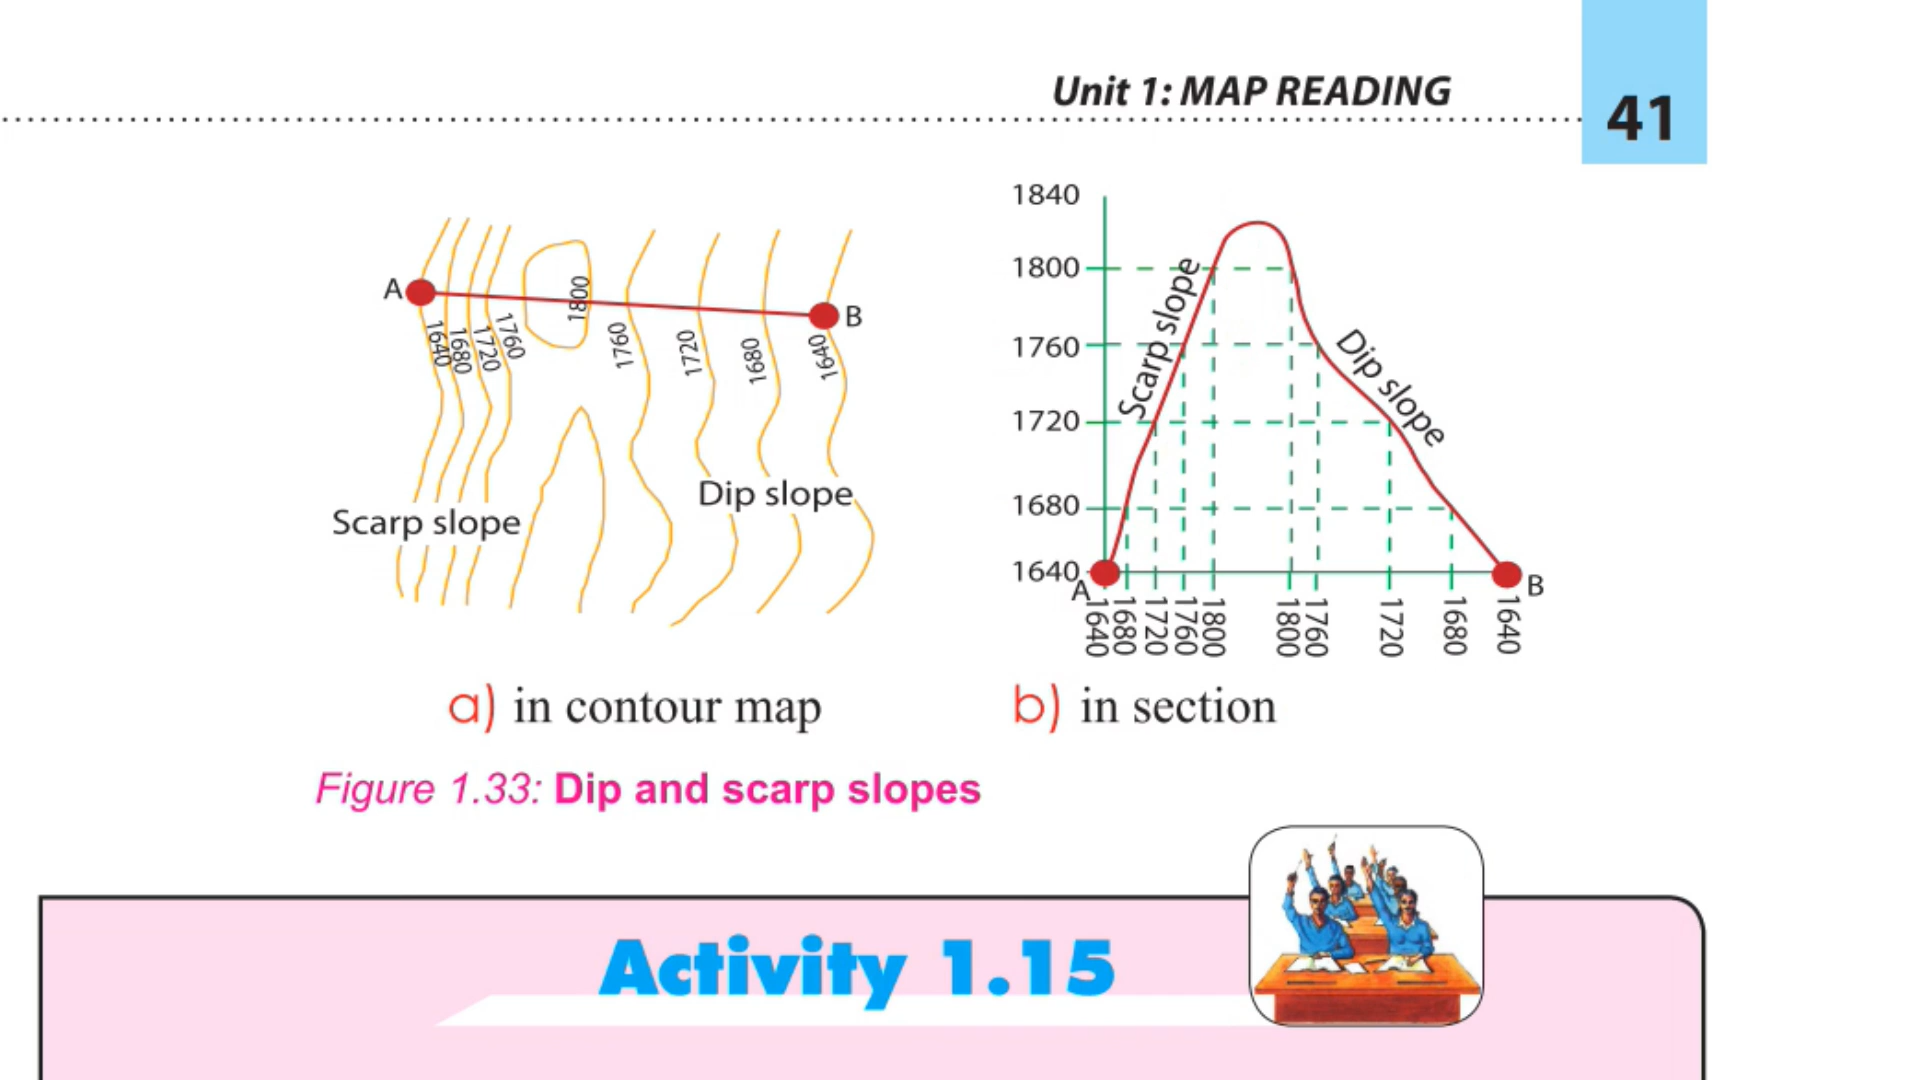 Unit 1: MAP READING
41
A
B
1800
1640
1680
1720
1760
1760
1720
1680
1640
Scarp slope
Dip slope
1840
1800
1760
1720
1680
1640
Scarp slope
Dip slope
A
B
1640
1680
1720
1760
1800
1800
1760
1720
1680
1640
a) in contour map
b) in section
Figure 1.33: Dip and scarp slopes
Activity 1.15